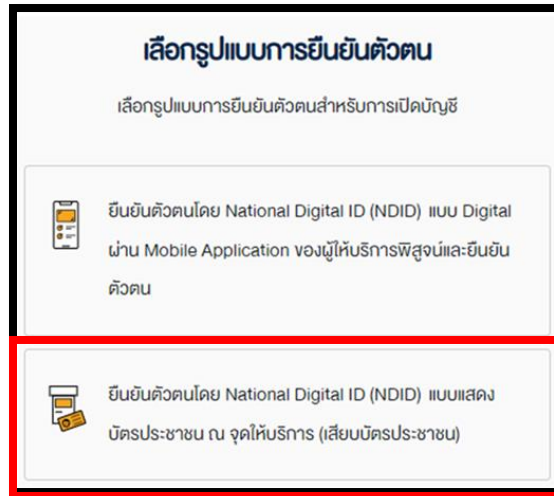 เลือกรูปแบบการยืนยันตัวตน
เลือกรูปแบบการยืนยันตัวตนสำหรับการเปิดบัญชี
ยืนยันตัวตนโดย National Digital ID (NDID) แบบ Digital
ผ่าน Mobile Application ของผู้ให้บริการพิสูจน์และยืนยัน
ตัวตน
ยืนยันตัวตนโดย National Digital ID (NDID) แบบแสดง
บัตรประชาชน ณ จุดให้บริการ (เสียบบัตรประชาชน)